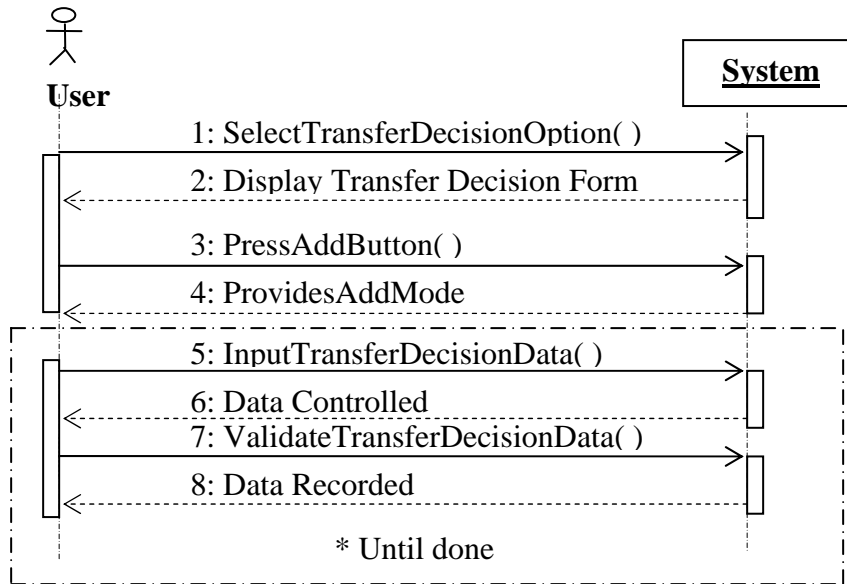 User
System
1: SelectTransferDecisionOption( )
2: Display Transfer Decision Form
3: PressAddButton( )
4: ProvidesAddMode
5: InputTransferDecisionData( )
6: Data Controlled
7: ValidateTransferDecisionData( )
8: Data Recorded
* Until done